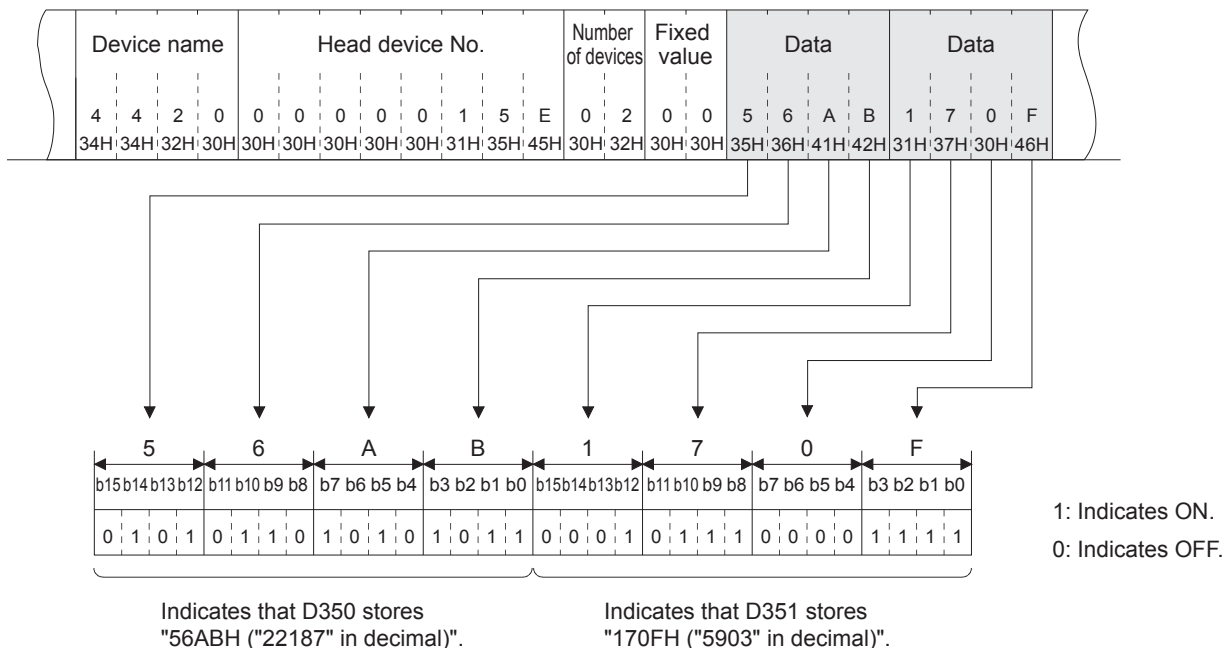 Device name Head device No. Number of devices Fixed value Data Data
4 4 2 0 0 0 0 0 0 1 5 E 0 2 0 0 5 6 A B 1 7 0 F
34H 34H 32H 30H 30H 30H 30H 30H 30H 31H 35H 45H 30H 32H 30H 30H 35H 36H 41H 42H 31H 37H 30H 46H
5 6 A B 1 7 0 F
b15 b14 b13 b12 b11 b10 b9 b8 b7 b6 b5 b4 b3 b2 b1 b0 b15 b14 b13 b12 b11 b10 b9 b8 b7 b6 b5 b4 b3 b2 b1 b0
0 1 0 1 0 1 1 0 1 0 1 0 1 0 1 1 0 0 0 1 0 1 1 1 0 0 0 0 1 1 1 1
1: Indicates ON.
0: Indicates OFF.
Indicates that D350 stores
"56ABH ("22187" in decimal)".
Indicates that D351 stores
"170FH ("5903" in decimal)".